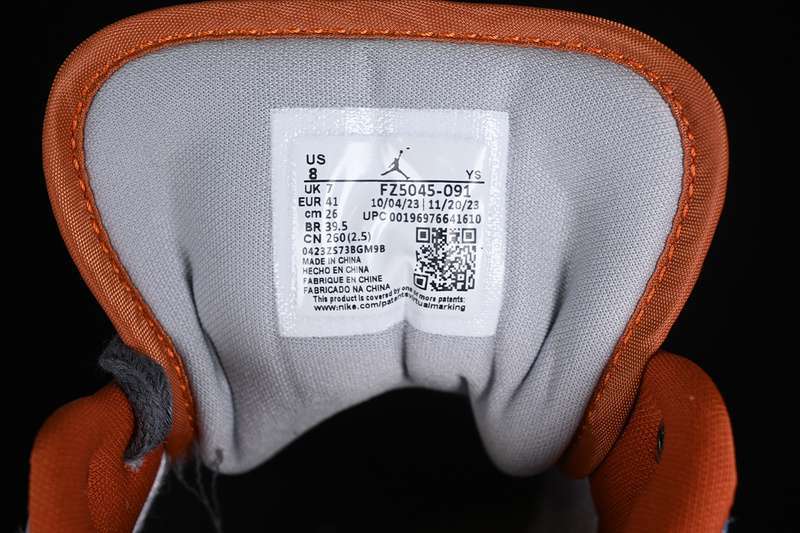 US
8 YS
UK 7 FZ5045-091
EUR 41 10/04/23 | 11/20/23
cm 26 UPC 00196976641610
BR 39.5
CN 260 (2.5)
0423ZS73BGM9B
MADE IN CHINA
HECHO EN CHINA
FABRIQUE EN CHINE
FABRICADO NA CHINA
This product is covered by one or more patents:
www.nike.com/patentsvirtualmarking